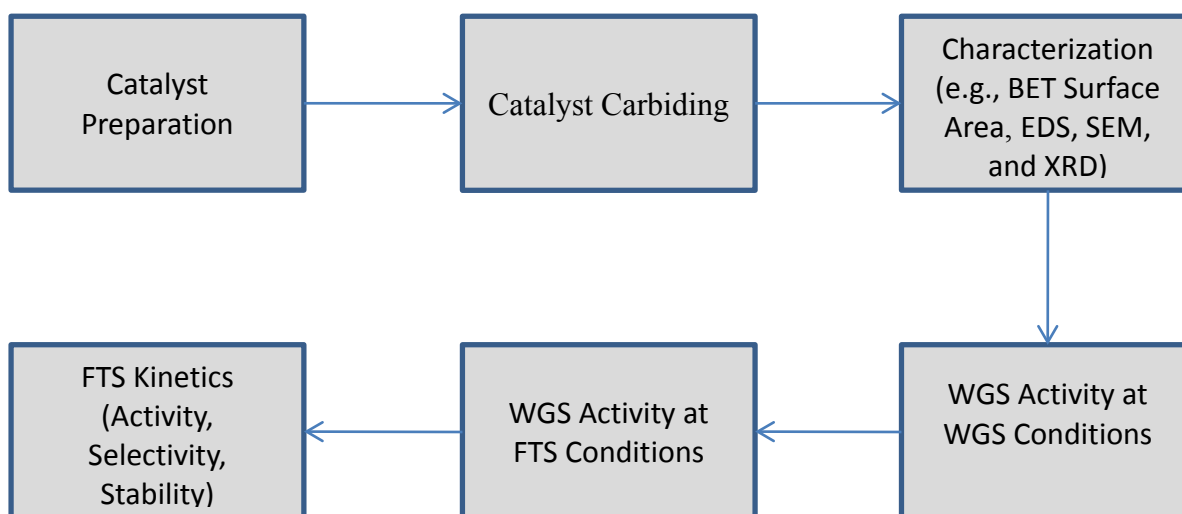 Catalyst
Preparation
Catalyst Carbiding
Characterization
(e.g., BET Surface
Area, EDS, SEM,
and XRD)
WGS Activity at
WGS Conditions
WGS Activity at
FTS Conditions
FTS Kinetics
(Activity,
Selectivity,
Stability)